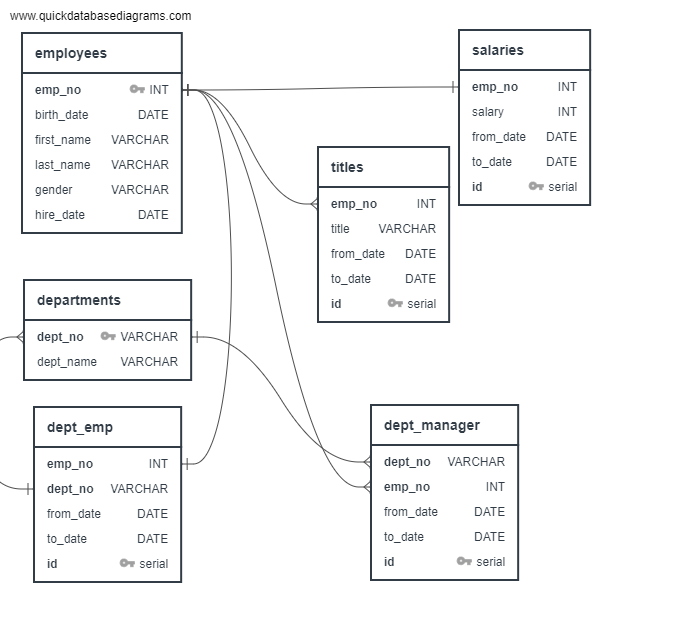 www.quickdatabasediagrams.com
employees
emp_no INT
birth_date DATE
first_name VARCHAR
last_name VARCHAR
gender VARCHAR
hire_date DATE
salaries
emp_no INT
salary INT
from_date DATE
to_date DATE
id serial
titles
emp_no INT
title VARCHAR
from_date DATE
to_date DATE
id serial
departments
dept_no VARCHAR
dept_name VARCHAR
dept_emp
emp_no INT
dept_no VARCHAR
from_date DATE
to_date DATE
id serial
dept_manager
dept_no VARCHAR
emp_no INT
from_date DATE
to_date DATE
id serial